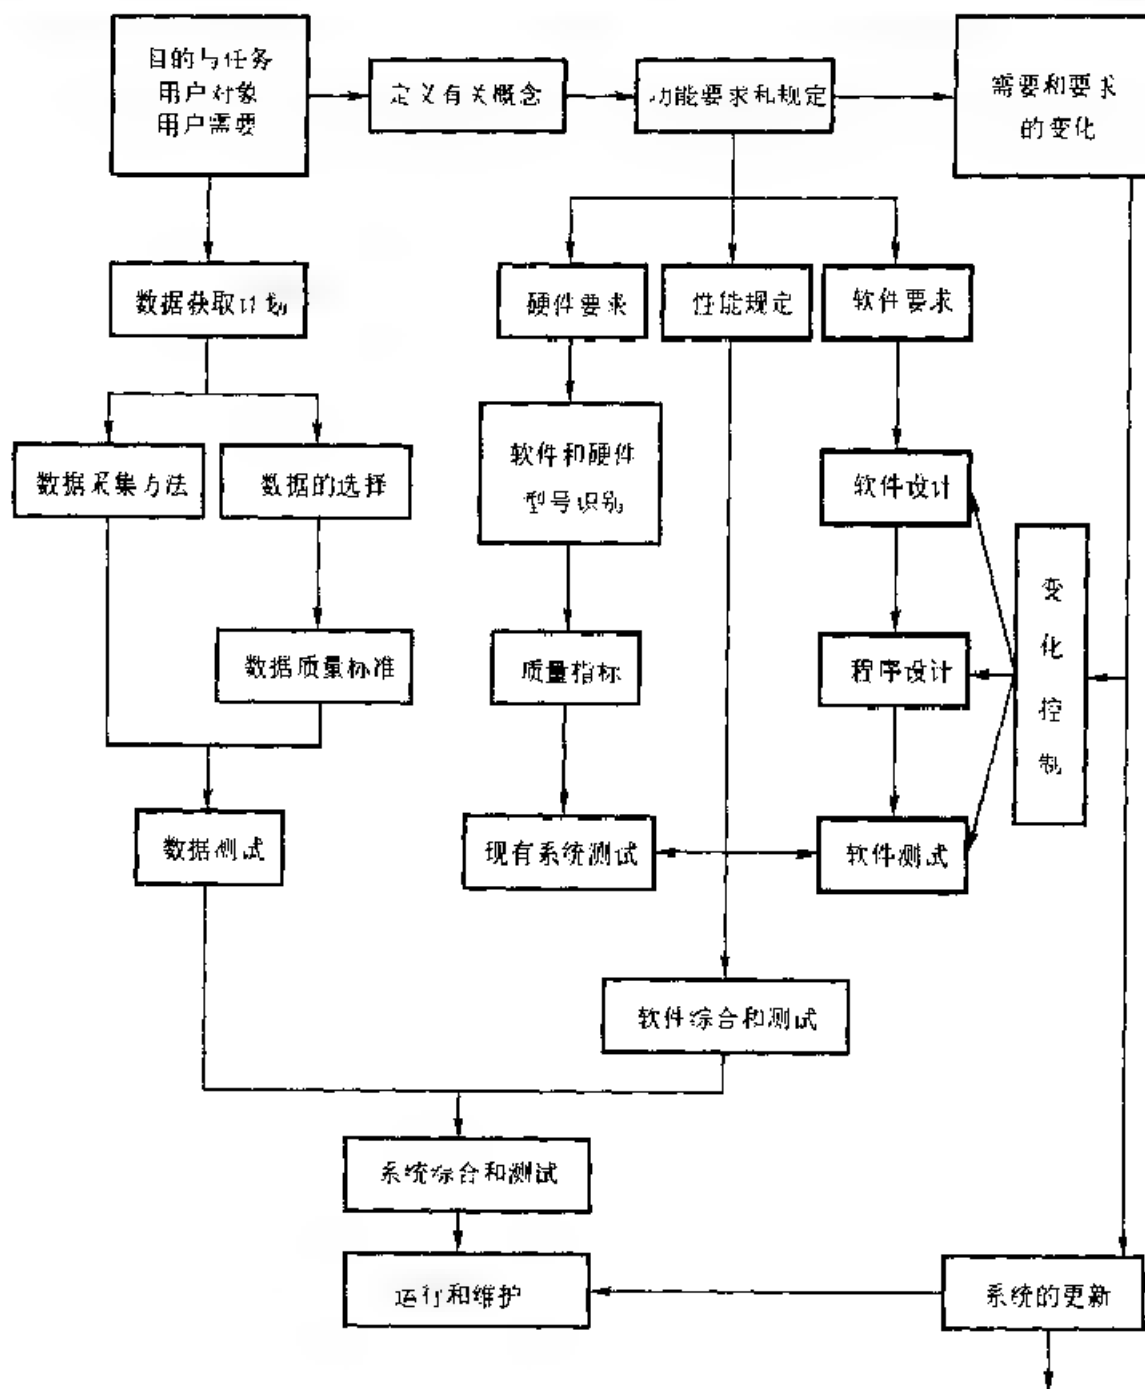 目的与任务
用户对象
用户需要
定义有关概念
功能要求和规定
需要和要求
的变化
数据获取计划
硬件要求
性能规定
软件要求
数据采集方法
数据的选择
软件和硬件
型号识别
软件设计
变
化
控
制
数据质量标准
质量指标
程序设计
数据测试
现有系统测试
软件测试
软件综合和测试
系统综合和测试
运行和维护
系统的更新